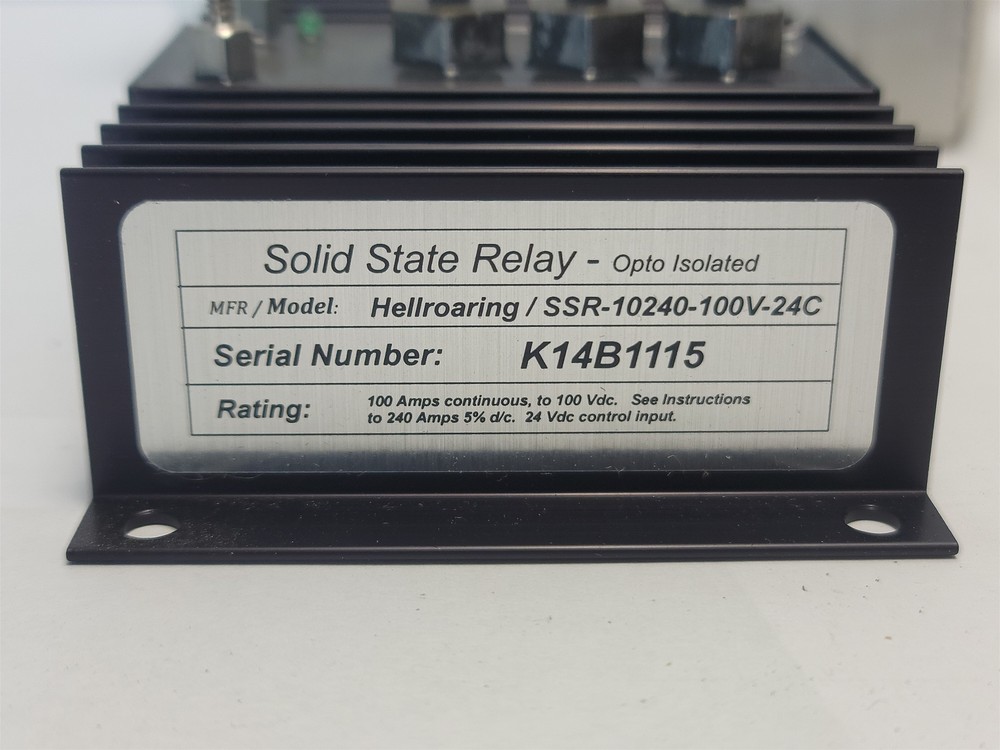 Solid State Relay - Opto Isolated
MFR / Model: Hellroaring / SSR-10240-100V-24C
Serial Number: K14B1115
Rating: 100 Amps continuous, to 100 Vdc. See Instructions
to 240 Amps 5% d/c. 24 Vdc control input.